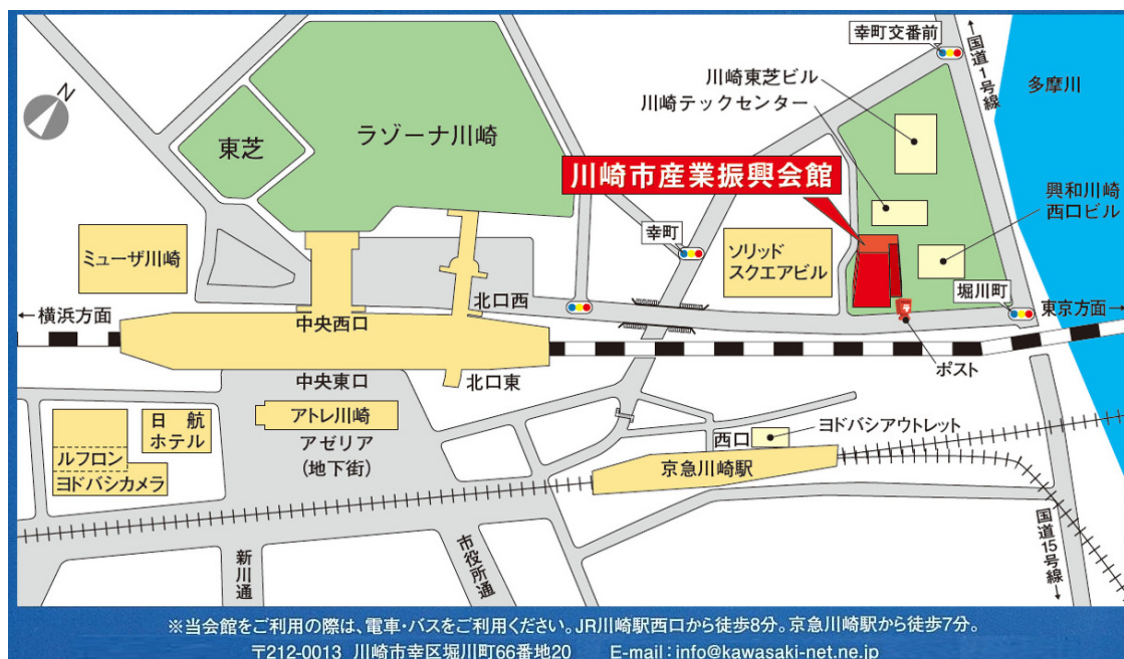 幸町交番前
←国道1号線
川崎東芝ビル
川崎テックセンター
多摩川
N
東芝
ラゾーナ川崎
川崎市産業振興会館
興和川崎
西口ビル
幸町
ミューザ川崎
ソリッド
スクエアビル
北口西
堀川町
←横浜方面
東京方面→
中央西口
ポスト
中央東口
北口東
日航
ホテル
アトレ川崎
アゼリア
(地下街)
ルフロン
ヨドバシカメラ
西口
ヨドバシアウトレット
京急川崎駅
新川通
市役所通
国道15号線→
※当会館をご利用の際は、電車・バスをご利用ください。JR川崎駅西口から徒歩8分。京急川崎駅から徒歩7分。
〒212-0013 川崎市幸区堀川町66番地20 E-mail:info@kawasaki-net.ne.jp